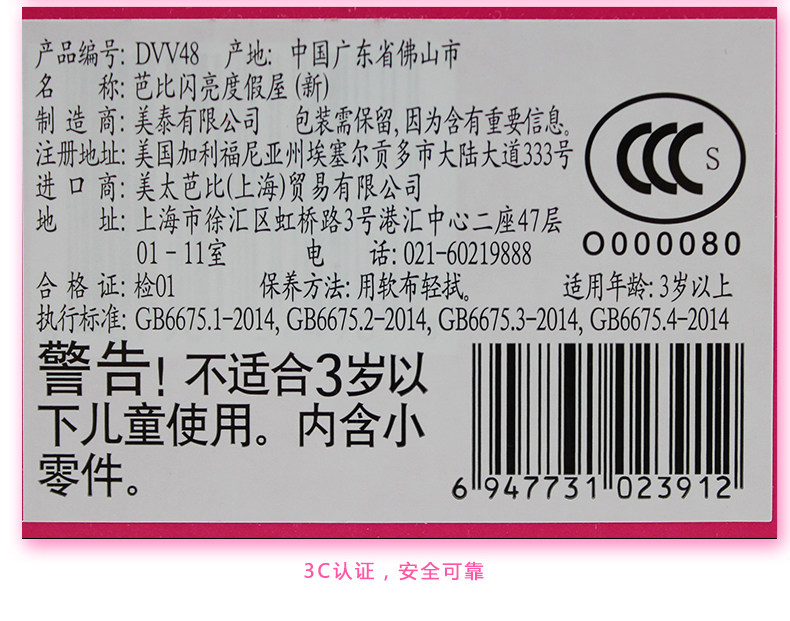 产品编号: DVV48 产地: 中国广东省佛山市
名 称: 芭比闪亮度假屋 (新)
制 造 商: 美泰有限公司 包装需保留, 因为含有重要信息。
注册地址: 美国加利福尼亚州埃塞尔贡多市大陆大道333号
进 口 商: 美太芭比(上海)贸易有限公司
地 址: 上海市徐汇区虹桥路3号港汇中心二座47层
01-11室 电 话: 021-60219888
合 格 证: 检01 保养方法: 用软布轻拭。 适用年龄: 3岁以上
执行标准: GB6675.1-2014, GB6675.2-2014, GB6675.3-2014, GB6675.4-2014
CCC S
O000080
警告! 不适合3岁以
下儿童使用。内含小
零件。
6 947731 023912
3C认证，安全可靠